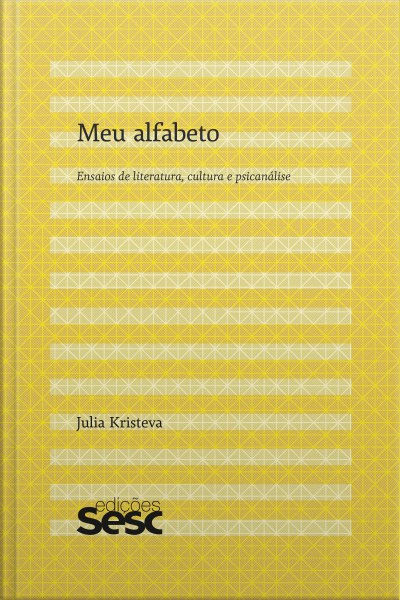 Meu alfabeto
Ensaios de literatura, cultura e psicanálise
Julia Kristeva
edições
Sesc